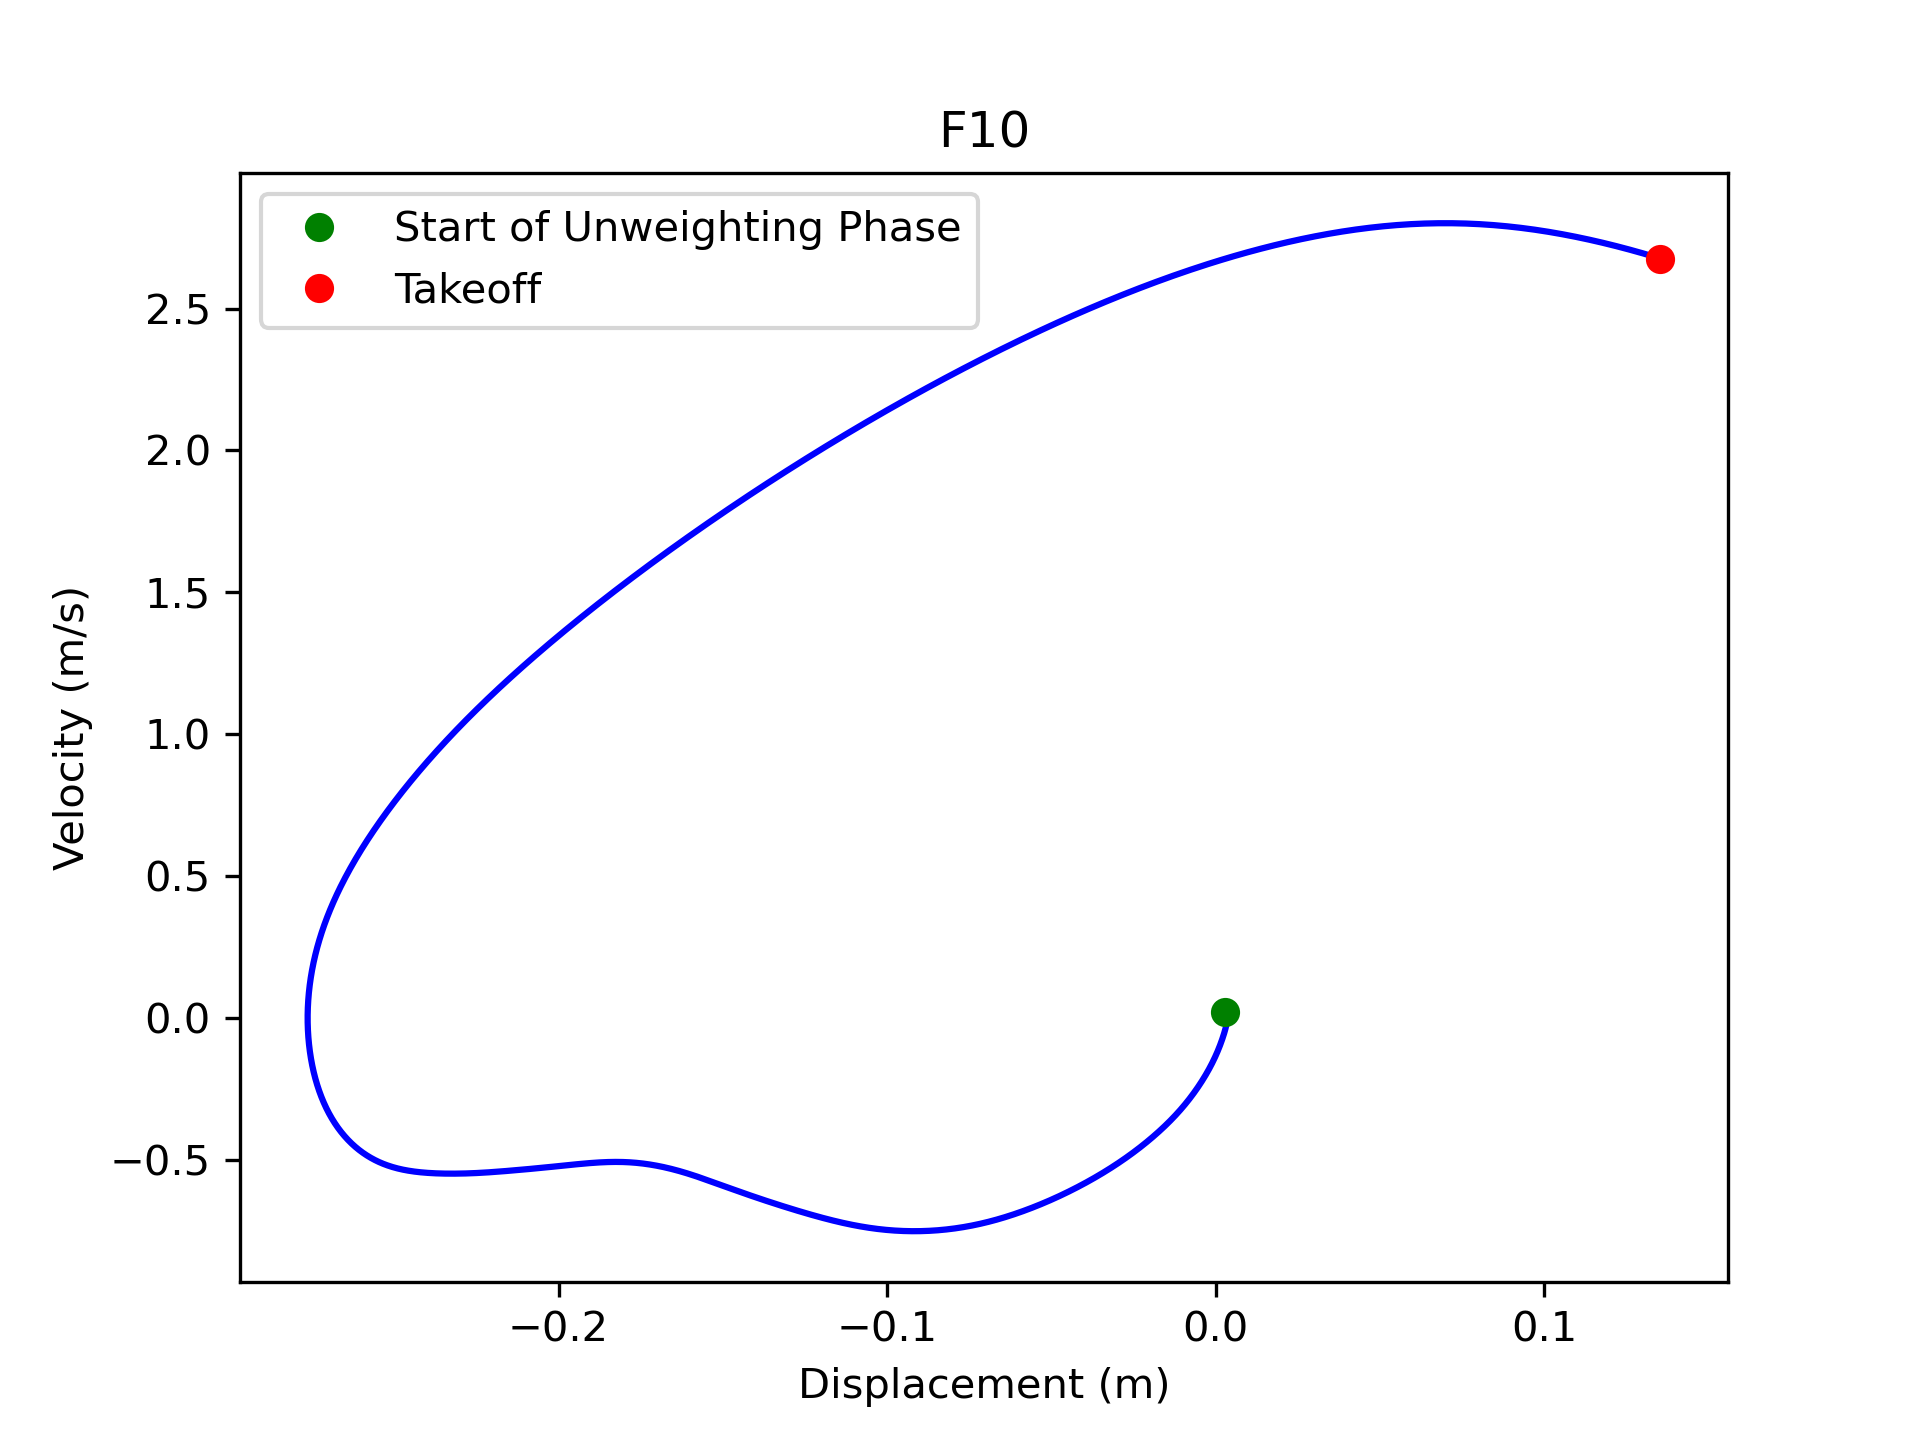 F10
Start of Unweighting Phase
Takeoff
2.5
2.0
1.5
1.0
0.5
0.0
−0.5
Velocity (m/s)
−0.2 −0.1 0.0 0.1
Displacement (m)